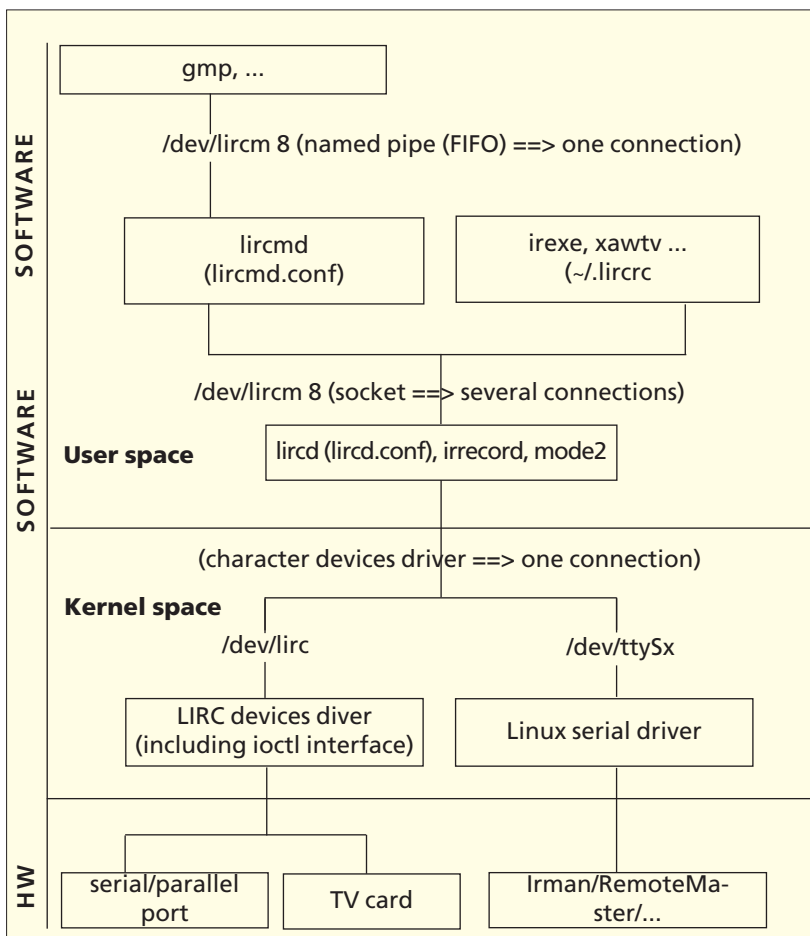 SOFTWARE
gmp, ...
/dev/lircm 8 (named pipe (FIFO) ==> one connection)
lircmd
(lircmd.conf)
irexe, xawtv ...
(~/.lircrc
SOFTWARE
/dev/lircm 8 (socket ==> several connections)
User space
lircd (lircd.conf), irrecord, mode2
(character devices driver ==> one connection)
Kernel space
/dev/lirc
/dev/ttySx
LIRC devices diver
(including ioctl interface)
Linux serial driver
HW
serial/parallel
port
TV card
Irman/RemoteMa-
ster/...